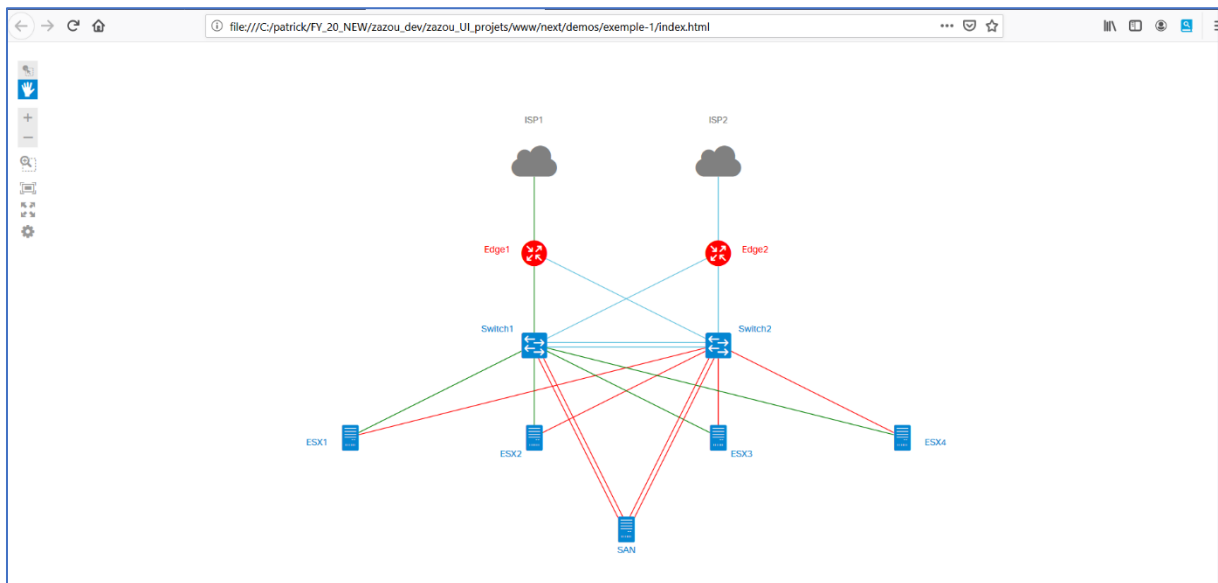 file:///C:/patrick/FY_20_NEW/zazou_dev/zazou_UI_projets/www/next/demos/exemple-1/index.html
ISP1 ISP2
Edge1 Edge2
Switch1 Switch2
ESX1 ESX2 ESX3 ESX4
SAN